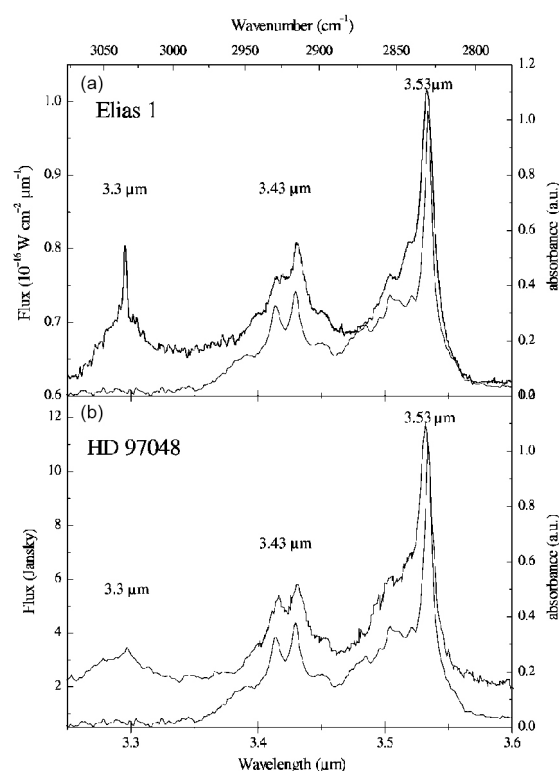 Wavenumber (cm⁻¹)
3050 3000 2950 2900 2850 2800
(a)
Elias 1
3.3 µm
3.43 µm
3.53µm
Flux (10⁻¹⁶ W cm⁻² µm⁻¹)
1.0
0.9
0.8
0.7
0.6
1.2
1.0
0.8
0.6
0.4
0.2
0.0
absorbance (a.u.)
(b)
HD 97048
3.3 µm
3.43 µm
3.53 µm
Flux (Jansky)
12
10
8
6
4
2
1.0
0.8
0.6
0.4
0.2
0.0
absorbance (a.u.)
3.3 3.4 3.5 3.6
Wavelength (µm)